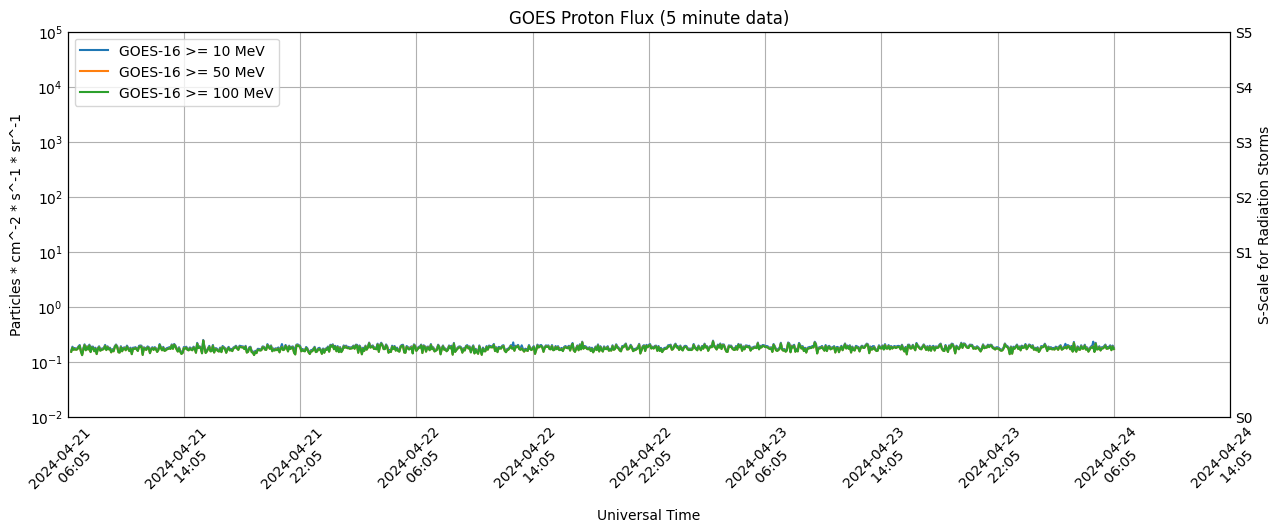 GOES Proton Flux (5 minute data)
GOES-16 >= 10 MeV
GOES-16 >= 50 MeV
GOES-16 >= 100 MeV
Particles * cm^-2 * s^-1 * sr^-1
10^5
10^4
10^3
10^2
10^1
10^0
10^-1
10^-2
S5
S4
S3
S2
S1
S0
S-Scale for Radiation Storms
2024-04-21
06:05
2024-04-21
14:05
2024-04-21
22:05
2024-04-22
06:05
2024-04-22
14:05
2024-04-22
22:05
2024-04-23
06:05
2024-04-23
14:05
2024-04-23
22:05
2024-04-24
06:05
2024-04-24
14:05
Universal Time